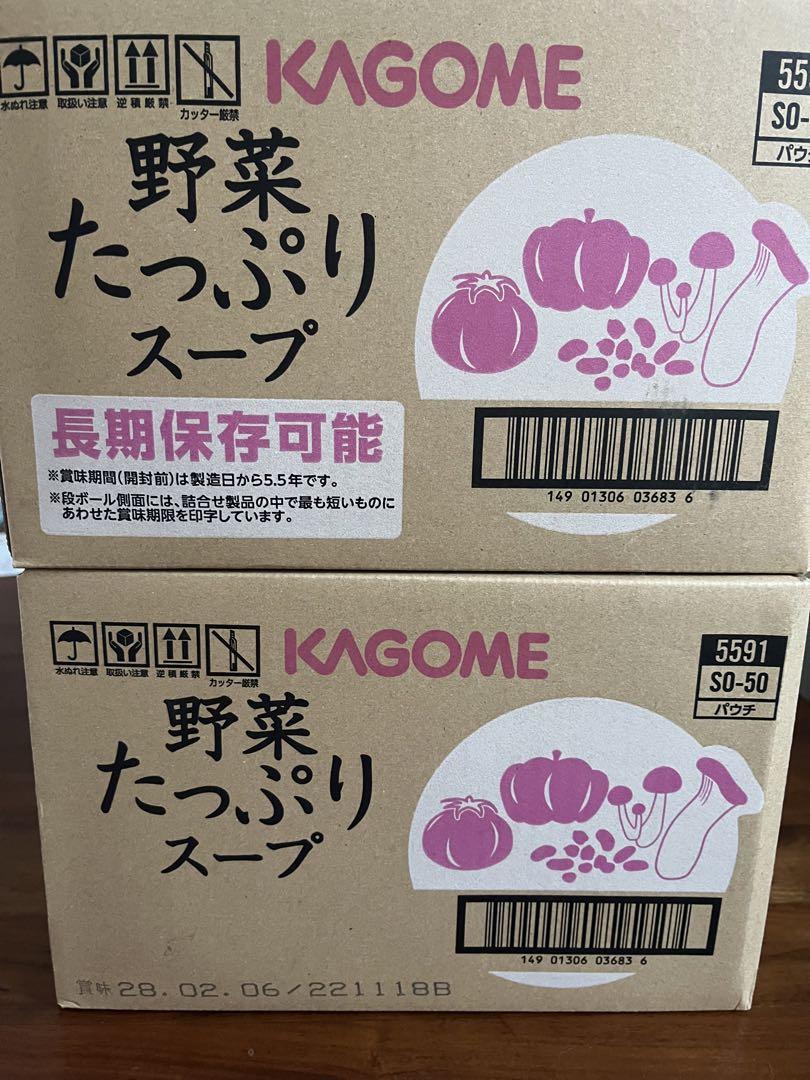 水ぬれ注意 取扱い注意 逆積厳禁 カッター厳禁
KAGOME
55
SO-
パウ
野菜
たっぷり
スープ
長期保存可能
※賞味期間(開封前)は製造日から5.5年です。
※段ボール側面には、詰合せ製品の中で最も短いものに
あわせた賞味期限を印字しています。
149 01306 03683 6
水ぬれ注意 取扱い注意 逆積厳禁 カッター厳禁
KAGOME
5591
SO-50
パウチ
野菜
たっぷり
スープ
149 01306 03683 6
賞味 28.02.06/221118B